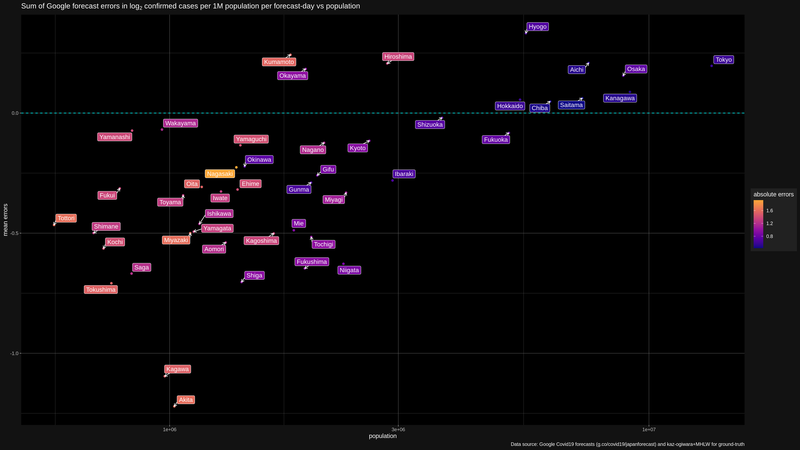 Sum of Google forecast errors in log₂ confirmed cases per 1M population per forecast-day vs population
Hyogo
Kumamoto
Hiroshima
Okayama
Aichi
Osaka
Tokyo
Hokkaido
Chiba
Saitama
Kanagawa
0.0
Wakayama
Shizuoka
Yamanashi
Yamaguchi
Fukuoka
Nagano
Kyoto
Okinawa
Nagasaki
Gifu
Ibaraki
Oita
Ehime
Gunma
Fukui
Iwate
Miyagi
Toyama
Ishikawa
Tottori
Shimane
Yamagata
Mie
-0.5
Kochi
Miyazaki
Kagoshima
Tochigi
Aomori
Saga
Fukushima
Niigata
Shiga
Tokushima
-1.0
Kagawa
Akita
mean errors
absolute errors
1.6
1.2
0.8
1e+06
3e+06
1e+07
population
Data source: Google Covid19 forecasts (g.co/covid19/japanforecast) and kaz-ogiwara+MHLW for ground-truth